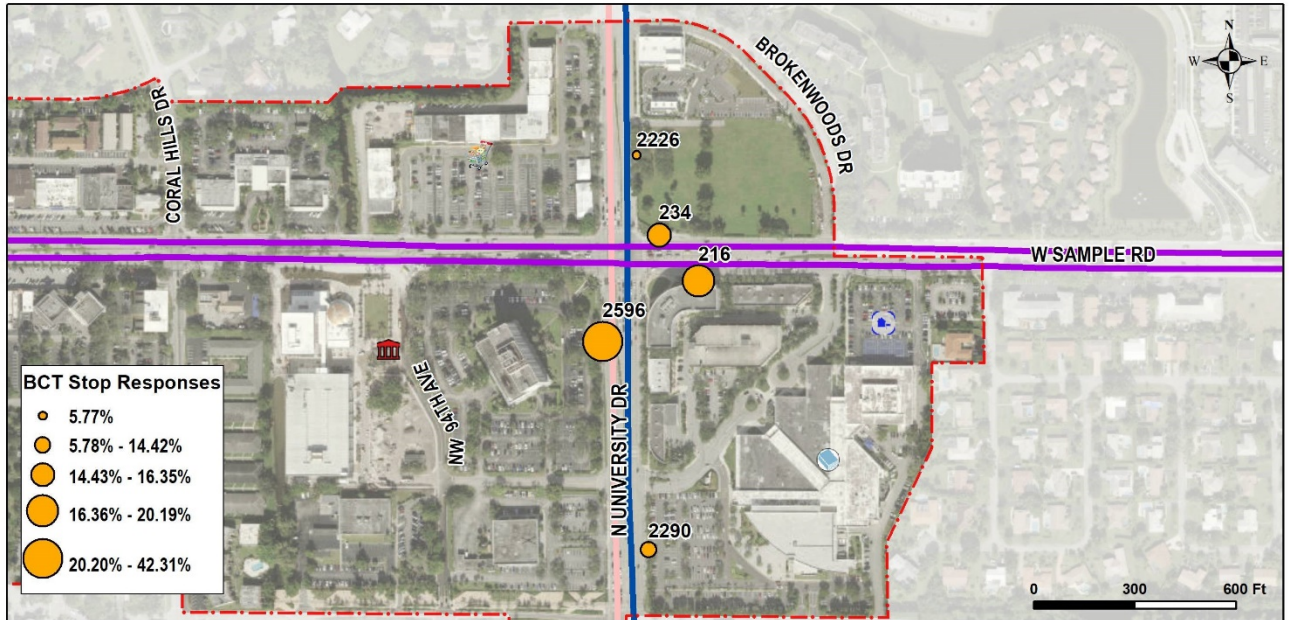 N
W E
S
BROKENWOODS DR
CORAL HILLS DR
2226
234
216
W SAMPLE RD
2596
NW 94TH AVE
N UNIVERSITY DR
2290
BCT Stop Responses
5.77%
5.78% - 14.42%
14.43% - 16.35%
16.36% - 20.19%
20.20% - 42.31%
0 300 600 Ft